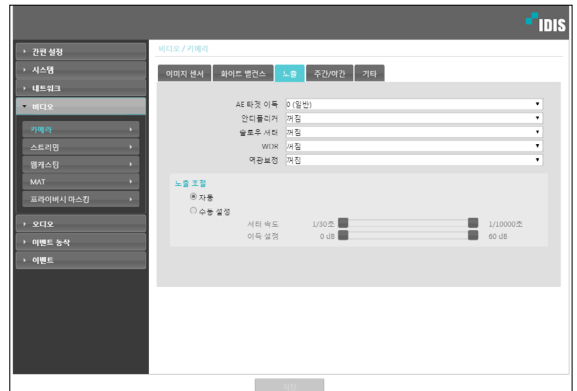 IDIS
비디오 / 카메라
간편 설정
시스템
네트워크
비디오
카메라
스트리밍
웹캐스팅
MAT
프라이버시 마스킹
오디오
이벤트 동작
이벤트
이미지 센서
화이트 밸런스
노출
주간/야간
기타
AE 타겟 이득 0 (일반)
안티플리커 꺼짐
슬로우 셔터 꺼짐
WDR 꺼짐
역광보정 꺼짐
노출 조절
자동
수동 설정
셔터 속도 1/30초 1/10000초
이득 설정 0 dB 60 dB
저장